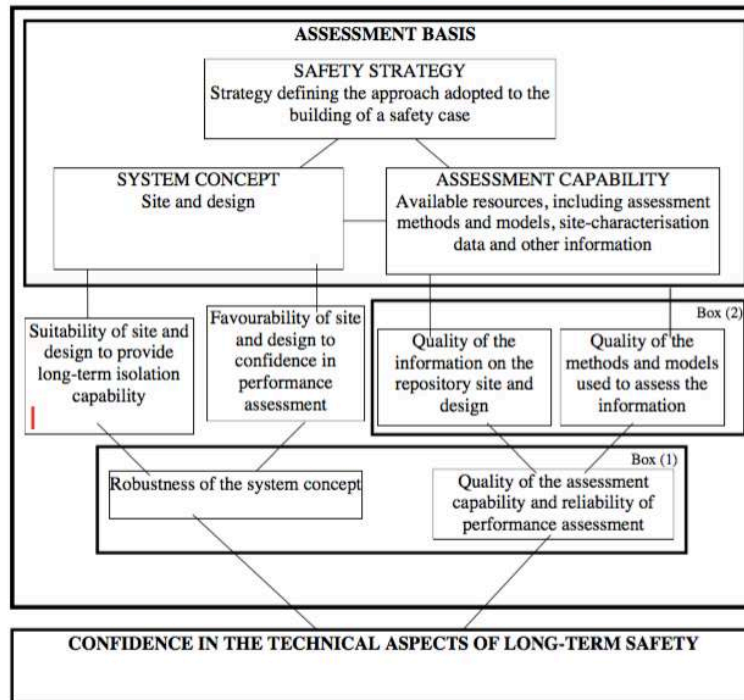 ASSESSMENT BASIS
SAFETY STRATEGY
Strategy defining the approach adopted to the
building of a safety case
SYSTEM CONCEPT
Site and design
ASSESSMENT CAPABILITY
Available resources, including assessment
methods and models, site-characterisation
data and other information
Suitability of site and
design to provide
long-term isolation
capability
Favourability of site
and design to
confidence in
performance
assessment
Box (2)
Quality of the
information on the
repository site and
design
Quality of the
methods and models
used to assess the
information
Box (1)
Robustness of the system concept
Quality of the assessment
capability and reliability of
performance assessment
CONFIDENCE IN THE TECHNICAL ASPECTS OF LONG-TERM SAFETY